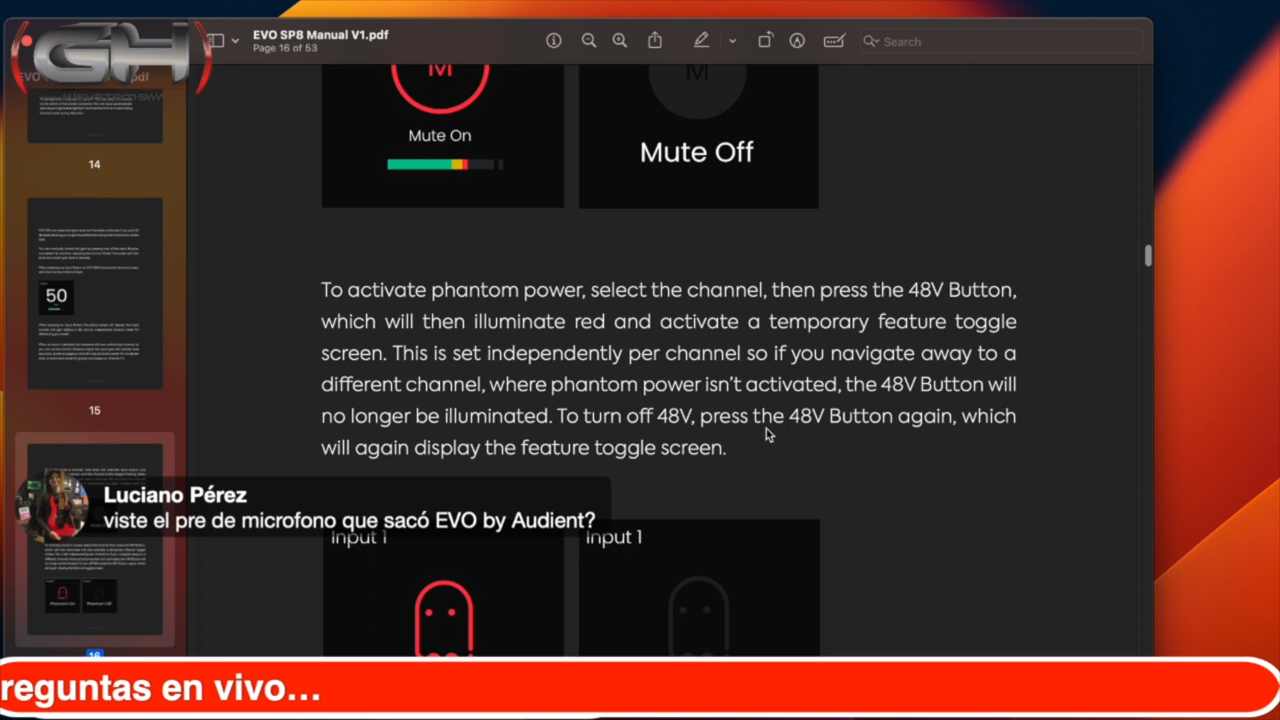 EVO SP8 Manual V1.pdf
Page 16 of 53
Search
GH
pdf
14
50
15
16
M
Mute On
M
Mute Off
To activate phantom power, select the channel, then press the 48V Button,
which will then illuminate red and activate a temporary feature toggle
screen. This is set independently per channel so if you navigate away to a
different channel, where phantom power isn't activated, the 48V Button will
no longer be illuminated. To turn off 48V, press the 48V Button again, which
will again display the feature toggle screen.
Input 1
Input 1
Luciano Pérez
viste el pre de microfono que sacó EVO by Audient?
reguntas en vivo...